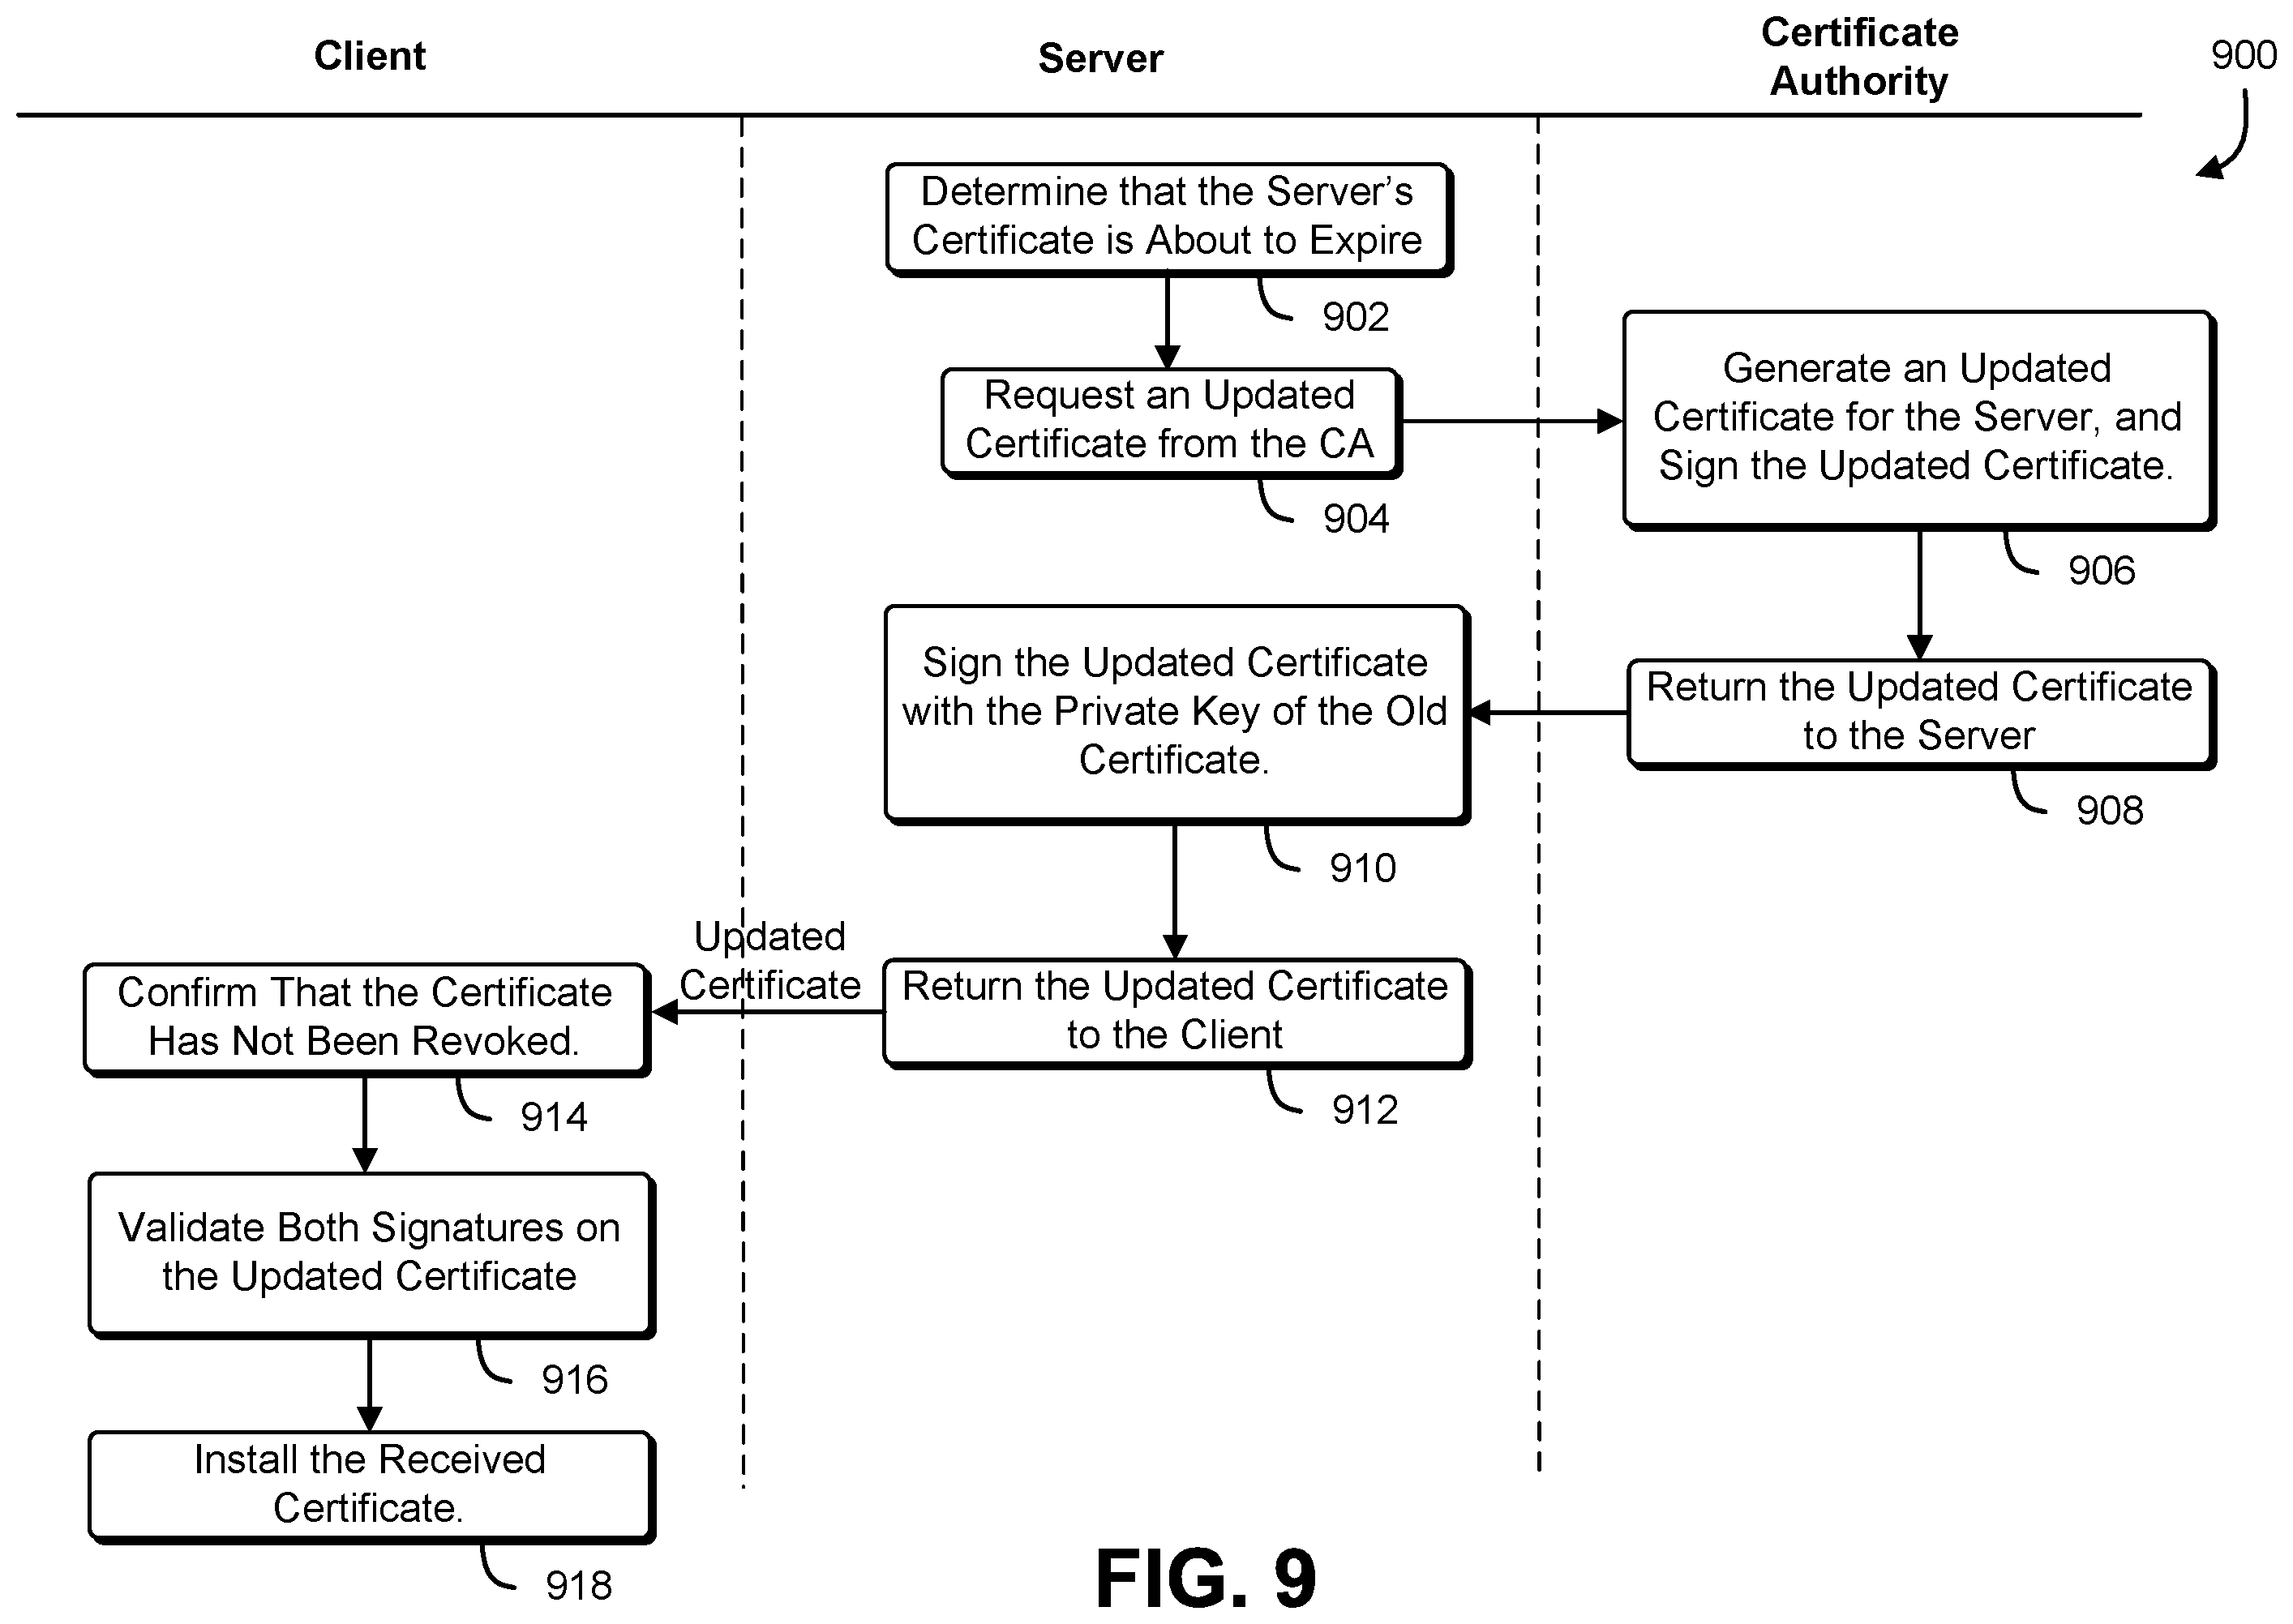 Client
Server
Certificate
Authority
900
Determine that the Server's
Certificate is About to Expire
902
Request an Updated
Certificate from the CA
904
Generate an Updated
Certificate for the Server, and
Sign the Updated Certificate.
906
Return the Updated Certificate
to the Server
908
Sign the Updated Certificate
with the Private Key of the Old
Certificate.
910
Return the Updated Certificate
to the Client
912
Updated
Certificate
Confirm That the Certificate
Has Not Been Revoked.
914
Validate Both Signatures on
the Updated Certificate
916
Install the Received
Certificate.
918
FIG. 9